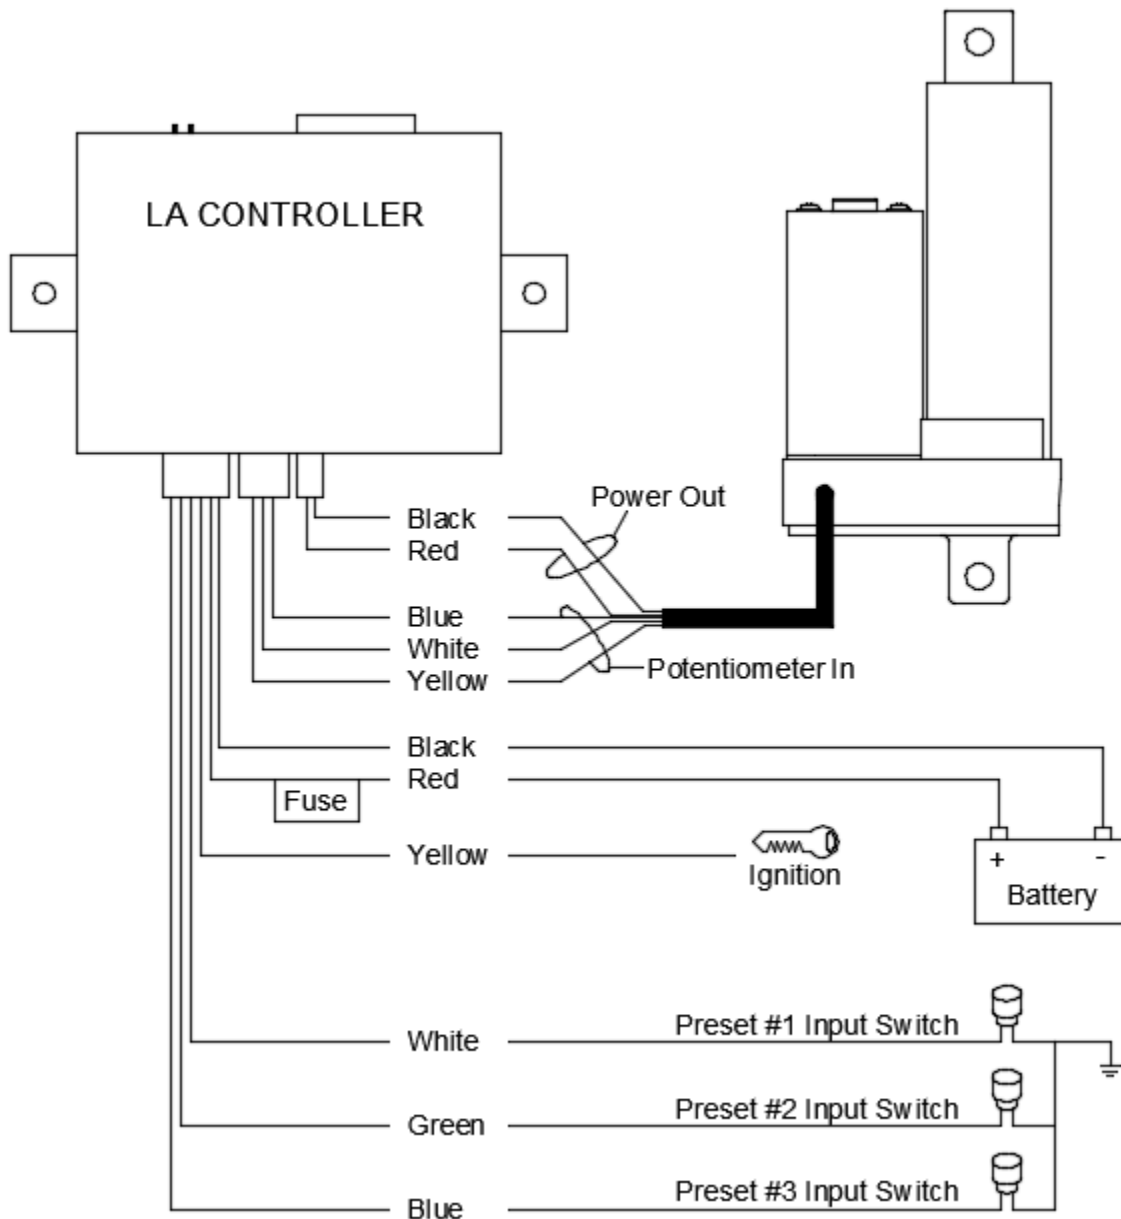 LA CONTROLLER
Power Out
Black
Red
Blue
White
Yellow
Potentiometer In
Black
Red
Fuse
Yellow
Ignition
+ -
Battery
White
Preset #1 Input Switch
Green
Preset #2 Input Switch
Blue
Preset #3 Input Switch